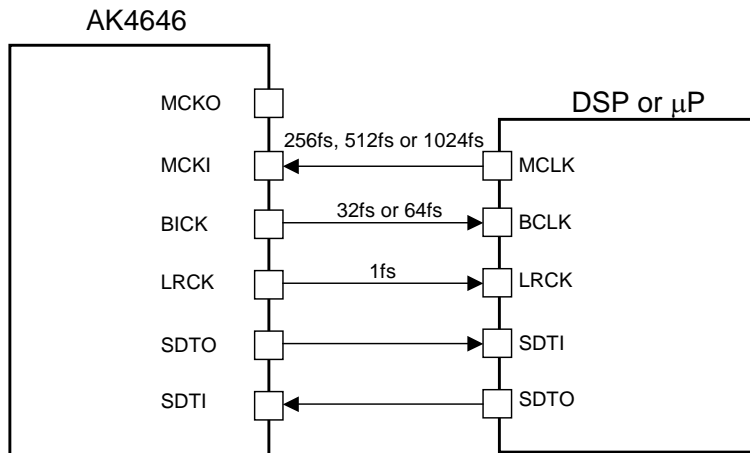 AK4646
DSP or μP
MCKO
256fs, 512fs or 1024fs
MCKI
MCLK
32fs or 64fs
BICK
BCLK
1fs
LRCK
LRCK
SDTO
SDTI
SDTI
SDTO